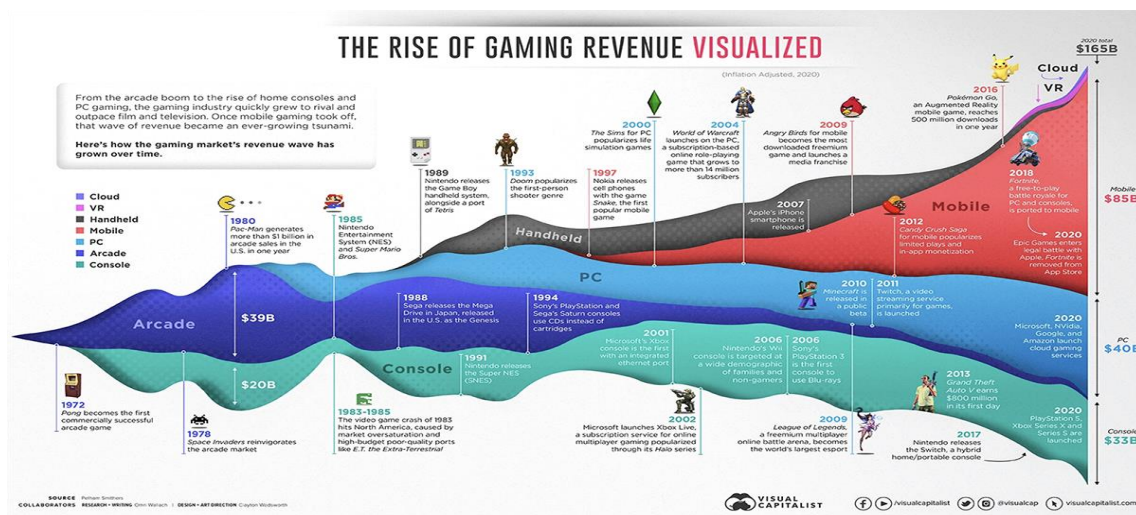 THE RISE OF GAMING REVENUE VISUALIZED
(Inflation Adjusted, 2020)
2020 total
$165B
From the arcade boom to the rise of home consoles and
PC gaming, the gaming industry quickly grew to rival and
outpace film and television. Once mobile gaming took off,
that wave of revenue became an ever-growing tsunami.
Here's how the gaming market's revenue wave has
grown over time.
Cloud
VR
Handheld
Mobile
PC
Arcade
Console
1980
Pac-Man generates
more than $1 billion in
arcade sales in the
U.S. in one year
1985
Nintendo
Entertainment
System (NES)
and Super Mario
Bros.
1989
Nintendo releases
the Game Boy
handheld system,
alongside a port
of Tetris
1993
Doom popularizes
the first-person
shooter genre
1997
Nokia releases
cell phones
with the game
Snake, the first
popular mobile
game
2000
The Sims for PC
popularizes life
simulation games
2004
World of Warcraft
launches on the PC,
a subscription-based
online role-playing
game that grows to
more than 14 million
subscribers
2009
Angry Birds for mobile
becomes the most
downloaded freemium
game and launches a
media franchise
2016
Pokémon Go,
an Augmented Reality
mobile game, reaches
500 million downloads
in one year
Cloud
VR
2007
Apple's iPhone
smartphone is
released
2012
Candy Crush Saga
for mobile popularizes
limited plays and
in-app monetization
2018
Fortnite,
a free-to-play
battle royale for
PC and consoles,
is ported to mobile
2020
Epic Games enters
legal battle with
Apple, Fortnite is
removed from
App Store
Handheld
Mobile
PC
Arcade
Console
$39B
$20B
Mobile
$85B
PC
$40B
Console
$33B
1988
Sega releases the Mega
Drive in Japan, released
in the U.S. as the Genesis
1994
Sony's PlayStation and
Sega's Saturn consoles
use CDs instead of
cartridges
2010
Minecraft is
released in
a public
beta
2011
Twitch, a video
streaming service
primarily for games,
is launched
2020
Microsoft, NVidia,
Google, and
Amazon launch
cloud gaming
services
1991
Nintendo releases
the Super NES
(SNES)
2001
Microsoft's Xbox
console is the first
with an integrated
ethernet port
2006
Nintendo's Wii
console is targeted at
a wide demographic
of families and
non-gamers
2006
Sony's
PlayStation 3
is the first
console to
use Blu-rays
2013
Grand Theft
Auto V earns
$800 million
in its first day
2020
PlayStation 5,
Xbox Series X and
Series S are
launched
1972
Pong becomes the first
commercially successful
arcade game
1978
Space Invaders reinvigorates
the arcade market
1983-1985
The video game crash of 1983
hits North America, caused by
market oversaturation and
high-budget poor-quality ports
like E.T. the Extra-Terrestrial
2002
Microsoft launches Xbox Live,
a subscription service for online
multiplayer gaming popularized
through its Halo series
2009
League of Legends,
a freemium multiplayer
online battle arena, becomes
the world's largest esport
2017
Nintendo releases
the Switch, a hybrid
home/portable console
SOURCE Pelham Smithers
COLLABORATORS RESEARCH + WRITING Omri Wallach | DESIGN + ART DIRECTION Clayton Wadsworth
VISUAL
CAPITALIST
/visualcapitalist
@visualcap
visualcapitalist.com